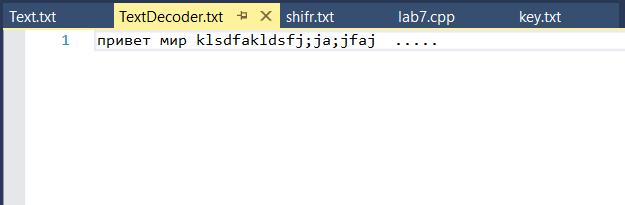 Text.txt TextDecoder.txt shifr.txt lab7.cpp key.txt
1 привет мир klsdfakldsfj;ja;jfaj .....